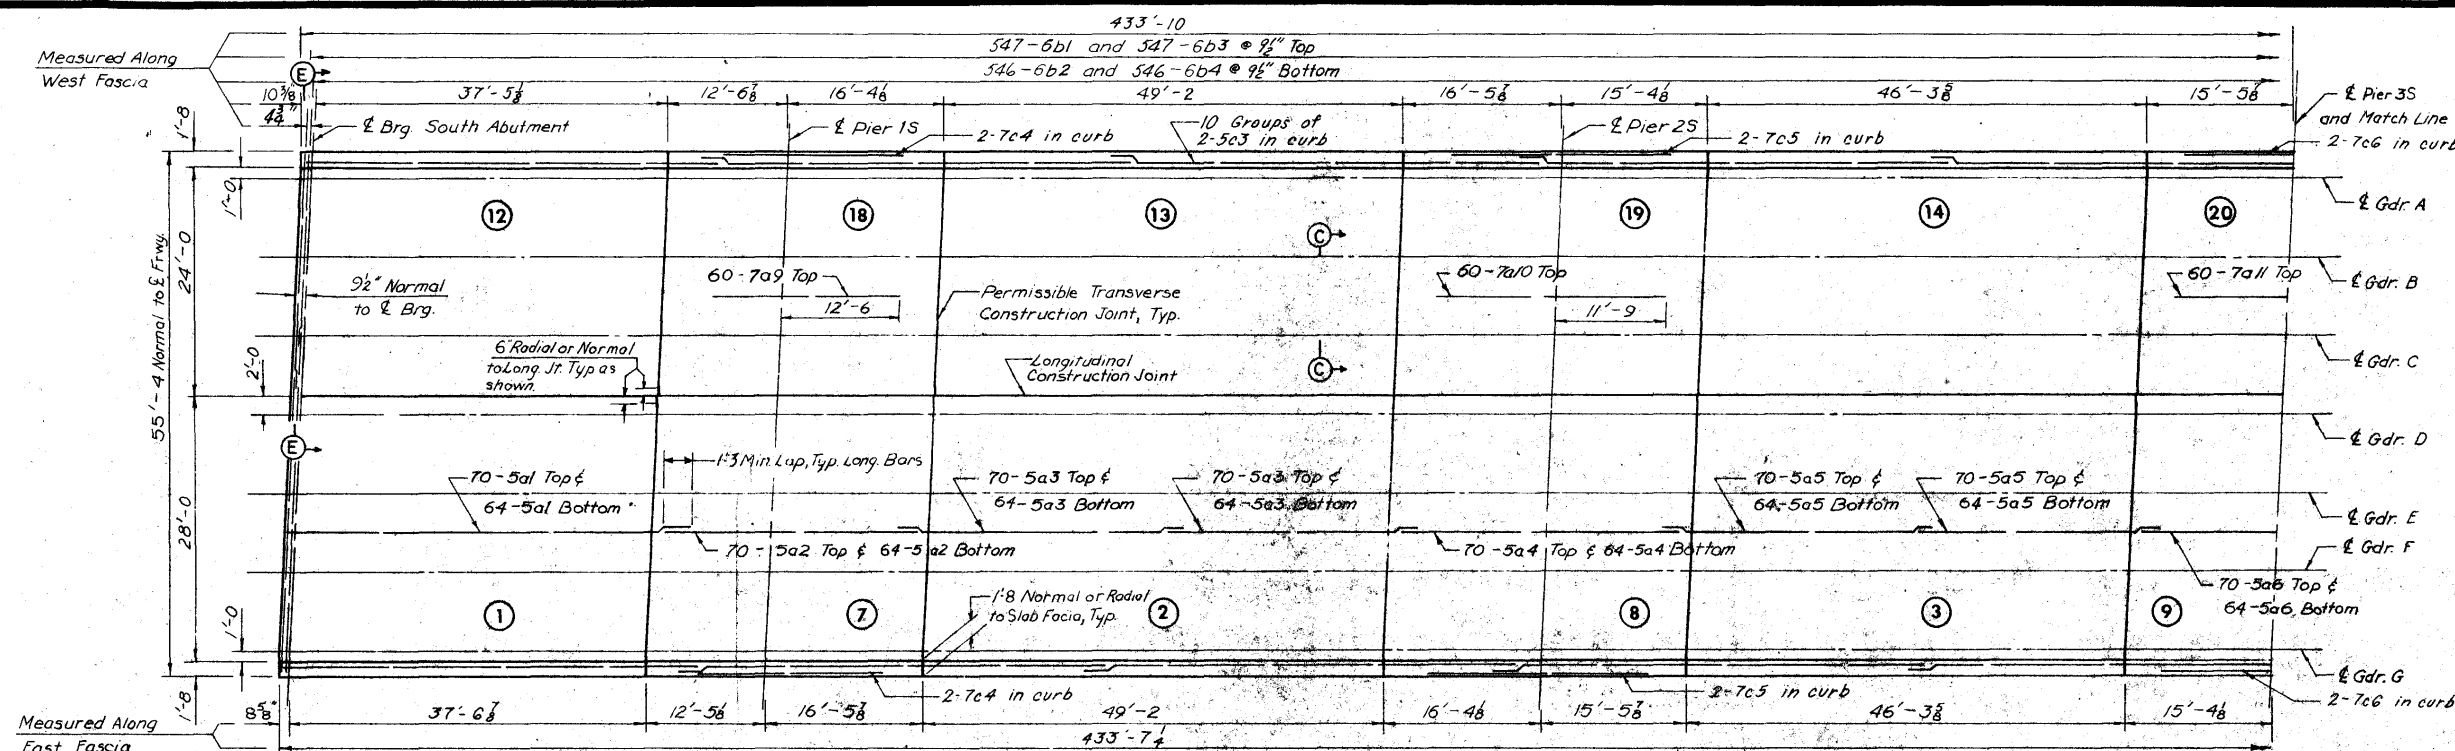 433'-10
547-6b1 and 547-6b3 @ 9½" Top
546-6b2 and 546-6b4 @ 9½" Bottom
Measured Along
West Fascia
E
10⅜"
4¾"
37'-5⅛
12'-6⅞
16'-4⅛
49'-2
16'-5⅞
15'-4⅛
46'-3⅝
15'-5⅞
1'-8
℄ Brg. South Abutment
℄ Pier 1S
2-7c4 in curb
10 Groups of
2-5c3 in curb
℄ Pier 2S
2-7c5 in curb
℄ Pier 3S
and Match Line
2-7c6 in curb
1'-0
℄ Gdr. A
12
18
13
C
19
14
20
24'-0
55'-4 Normal to ℄ Frwy.
9½" Normal
to ℄ Brg.
60-7a9 Top
12'-6
Permissible Transverse
Construction Joint, Typ.
60-7a10 Top
11'-9
60-7a11 Top
℄ Gdr. B
6" Radial or Normal
to Long. Jt. Typ as
shown.
2'-0
Longitudinal
Construction Joint
C
℄ Gdr. C
E
℄ Gdr. D
1'-3 Min. Lap, Typ. Long. Bars
70-5a1 Top &
64-5a1 Bottom
70-5a3 Top &
64-5a3 Bottom
70-5a3 Top &
64-5a3 Bottom
70-5a5 Top &
64-5a5 Bottom
70-5a5 Top &
64-5a5 Bottom
℄ Gdr. E
28'-0
70-5a2 Top & 64-5a2 Bottom
70-5a4 Top & 64-5a4 Bottom
℄ Gdr. F
70-5a6 Top &
64-5a6 Bottom
1'-0
1
7
1'-8 Normal or Radial
to Slab Facia, Typ.
2
8
3
9
℄ Gdr. G
1'-8
2-7c4 in curb
2-7c5 in curb
2-7c6 in curb
8⅝"
37'-6⅞
12'-5⅛
16'-5⅞
49'-2
16'-4⅛
15'-5⅞
46'-3⅝
15'-4⅛
Measured Along
East Fascia
433'-7¼